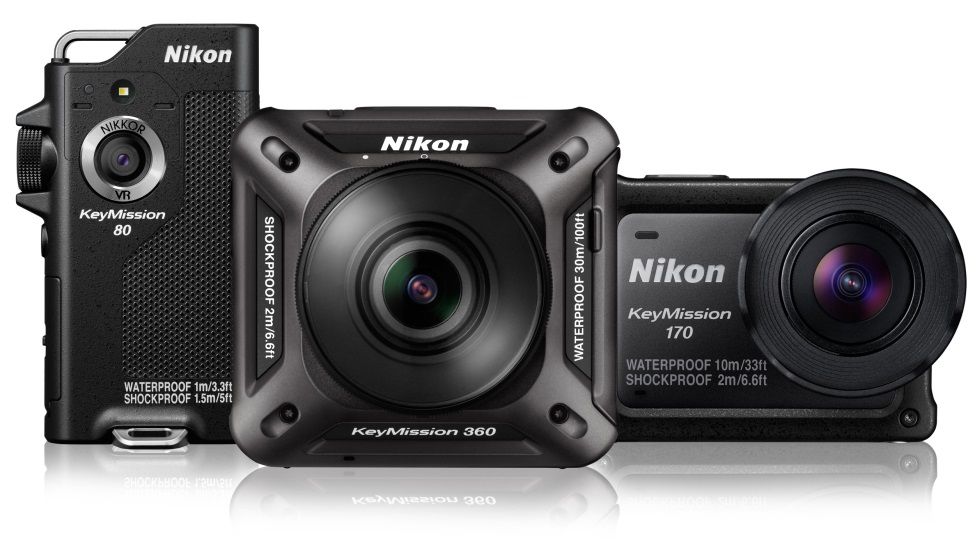 Nikon
NIKKOR
VR
KeyMission
80
WATERPROOF 1m/3.3ft
SHOCKPROOF 1.5m/5ft
Nikon
SHOCKPROOF 2m/6.6ft
WATERPROOF 30m/100ft
KeyMission 360
Nikon
KeyMission
170
WATERPROOF 10m/33ft
SHOCKPROOF 2m/6.6ft